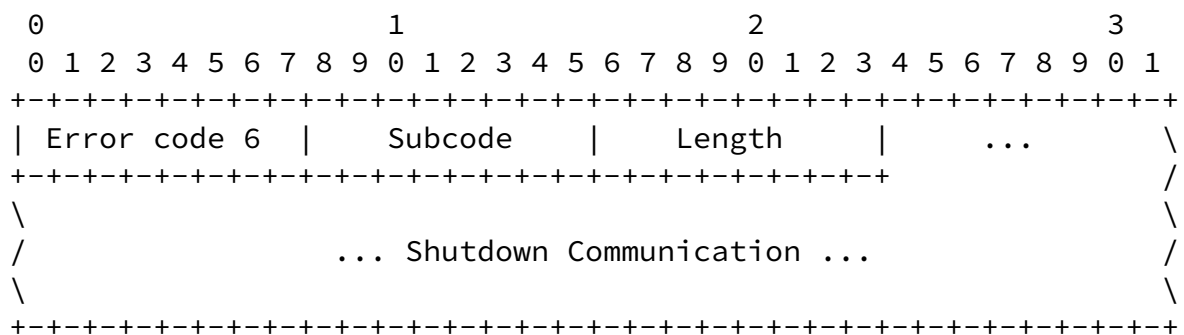 0                   1                   2                   3
 0 1 2 3 4 5 6 7 8 9 0 1 2 3 4 5 6 7 8 9 0 1 2 3 4 5 6 7 8 9 0 1
+-+-+-+-+-+-+-+-+-+-+-+-+-+-+-+-+-+-+-+-+-+-+-+-+-+-+-+-+-+-+-+-+
| Error code 6  |    Subcode    |    Length     |     ...       \
+-+-+-+-+-+-+-+-+-+-+-+-+-+-+-+-+-+-+-+-+-+-+-+-+               /
\                                                               \
/                 ... Shutdown Communication ...                /
\                                                               \
+-+-+-+-+-+-+-+-+-+-+-+-+-+-+-+-+-+-+-+-+-+-+-+-+-+-+-+-+-+-+-+-+